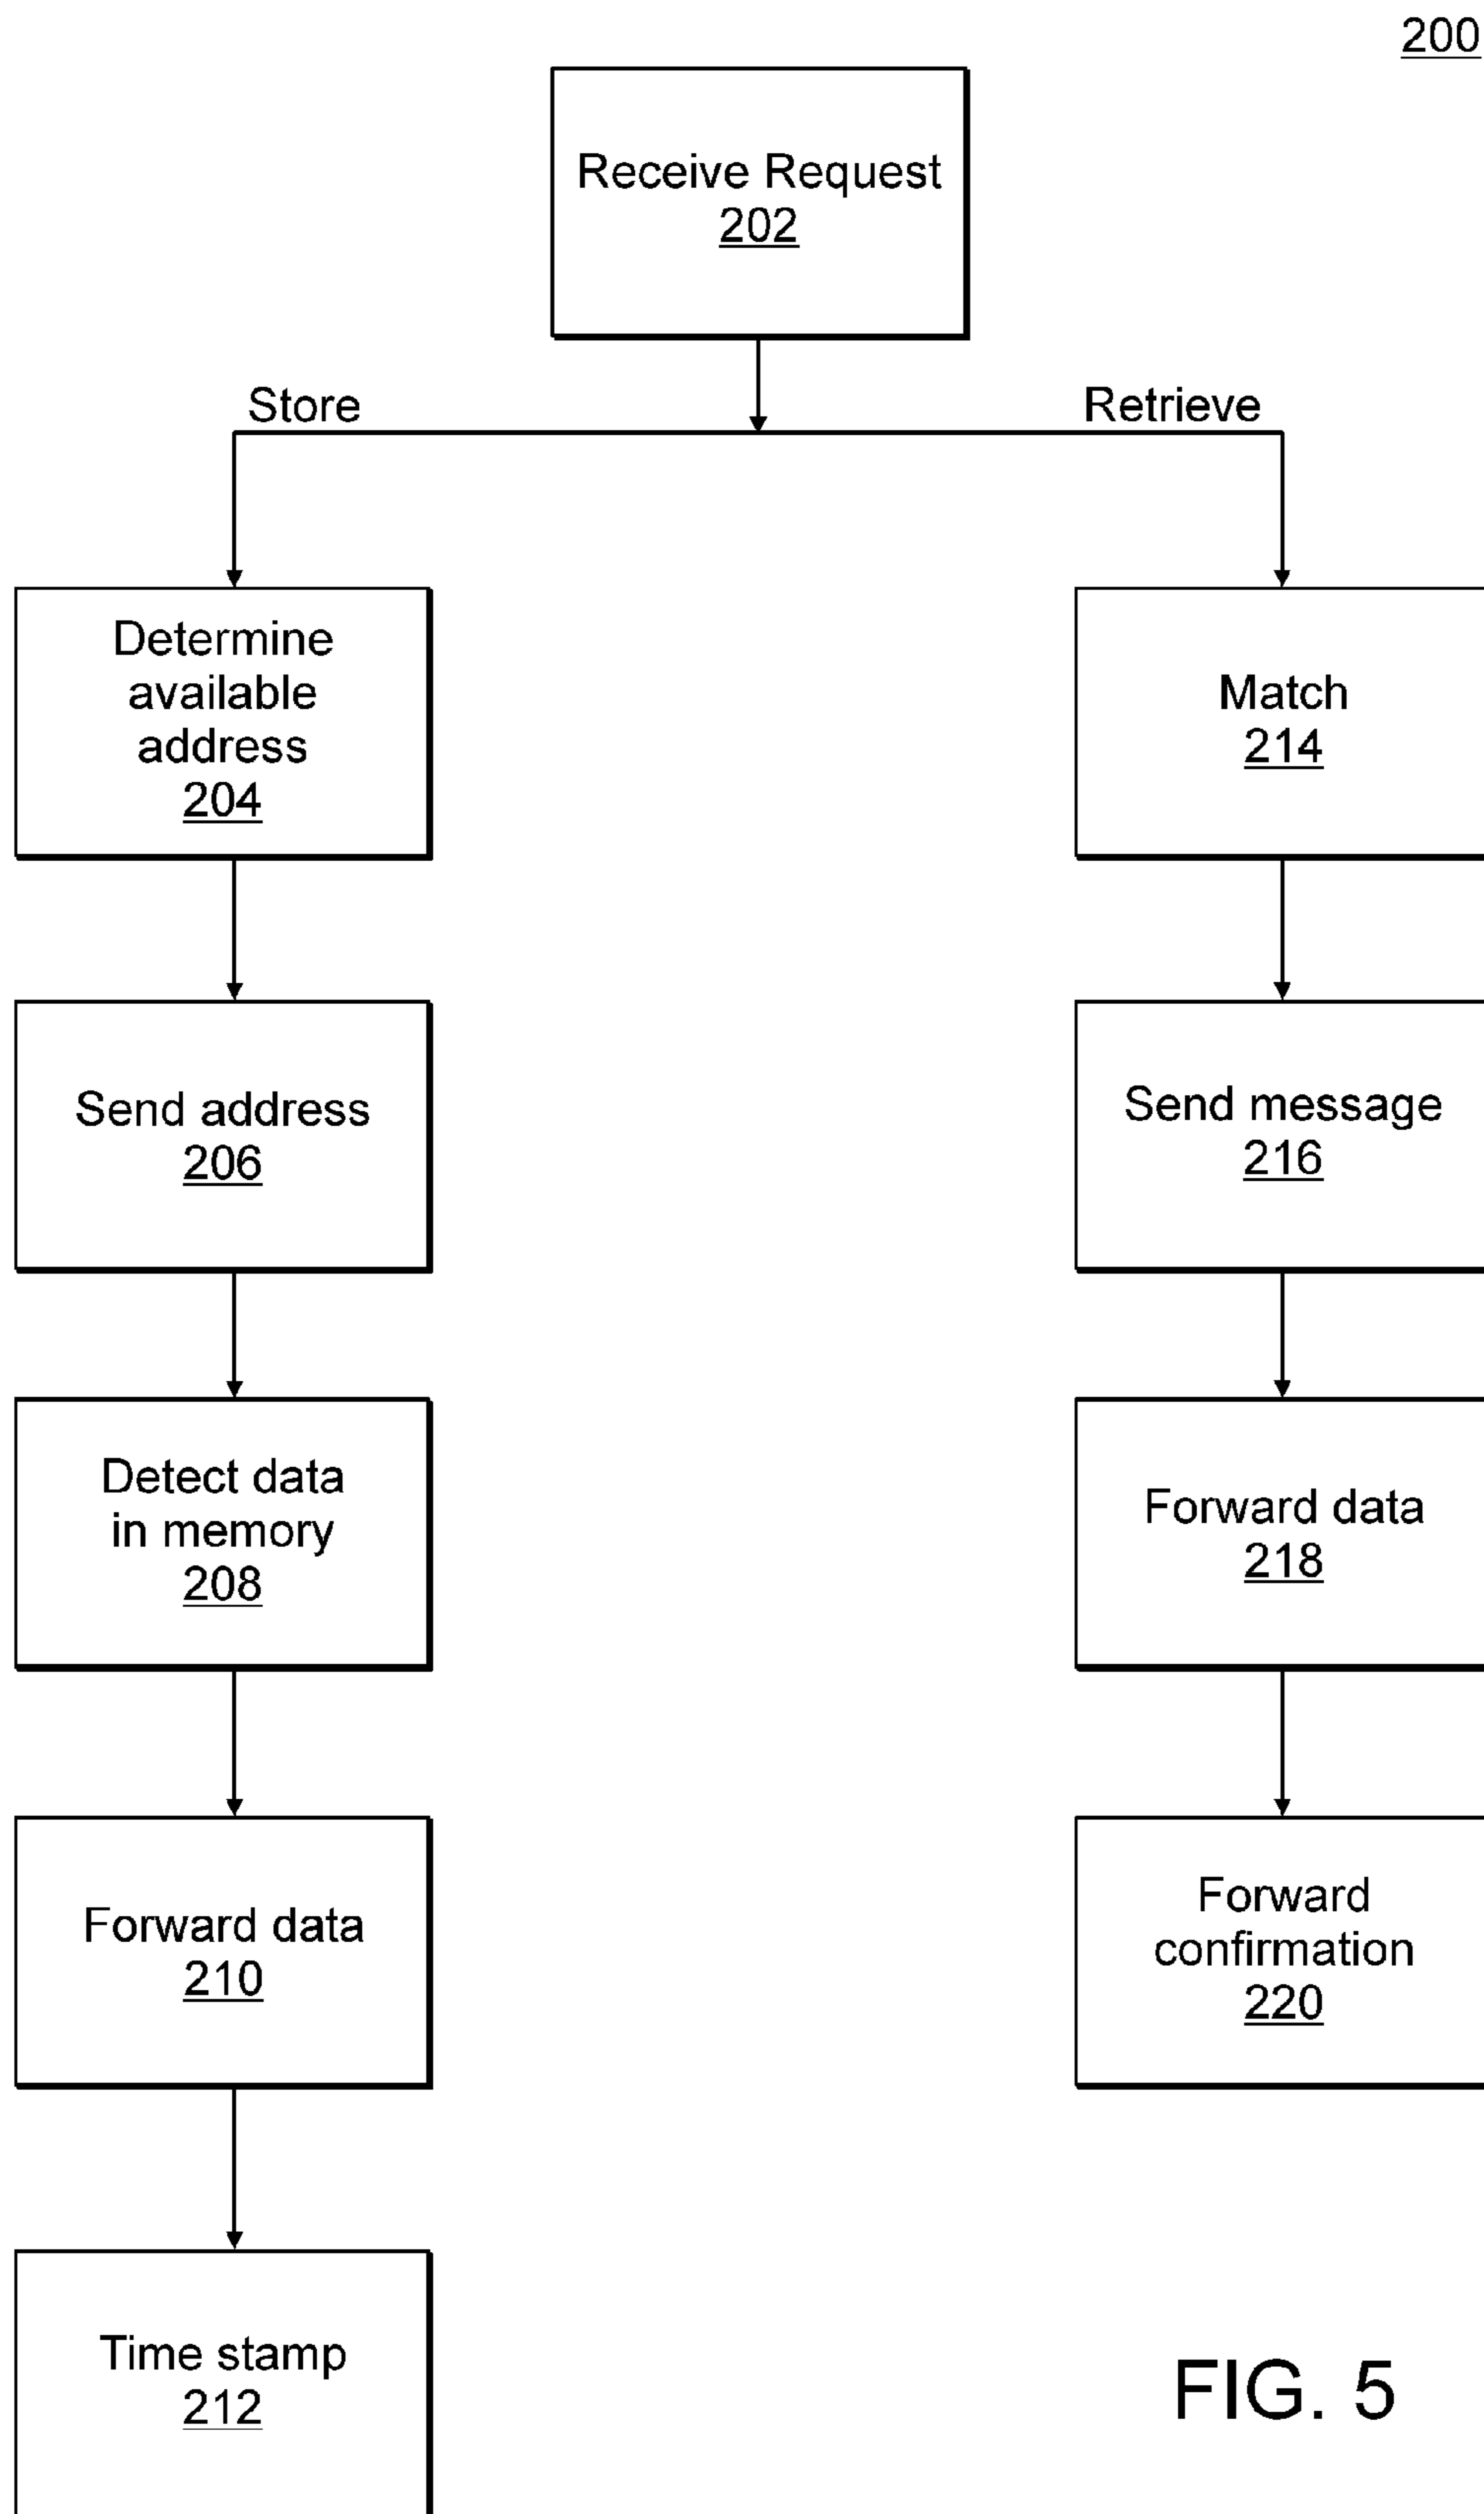 200
Receive Request
202
Store
Retrieve
Determine
available
address
204
Match
214
Send address
206
Send message
216
Detect data
in memory
208
Forward data
218
Forward data
210
Forward
confirmation
220
Time stamp
212
FIG. 5